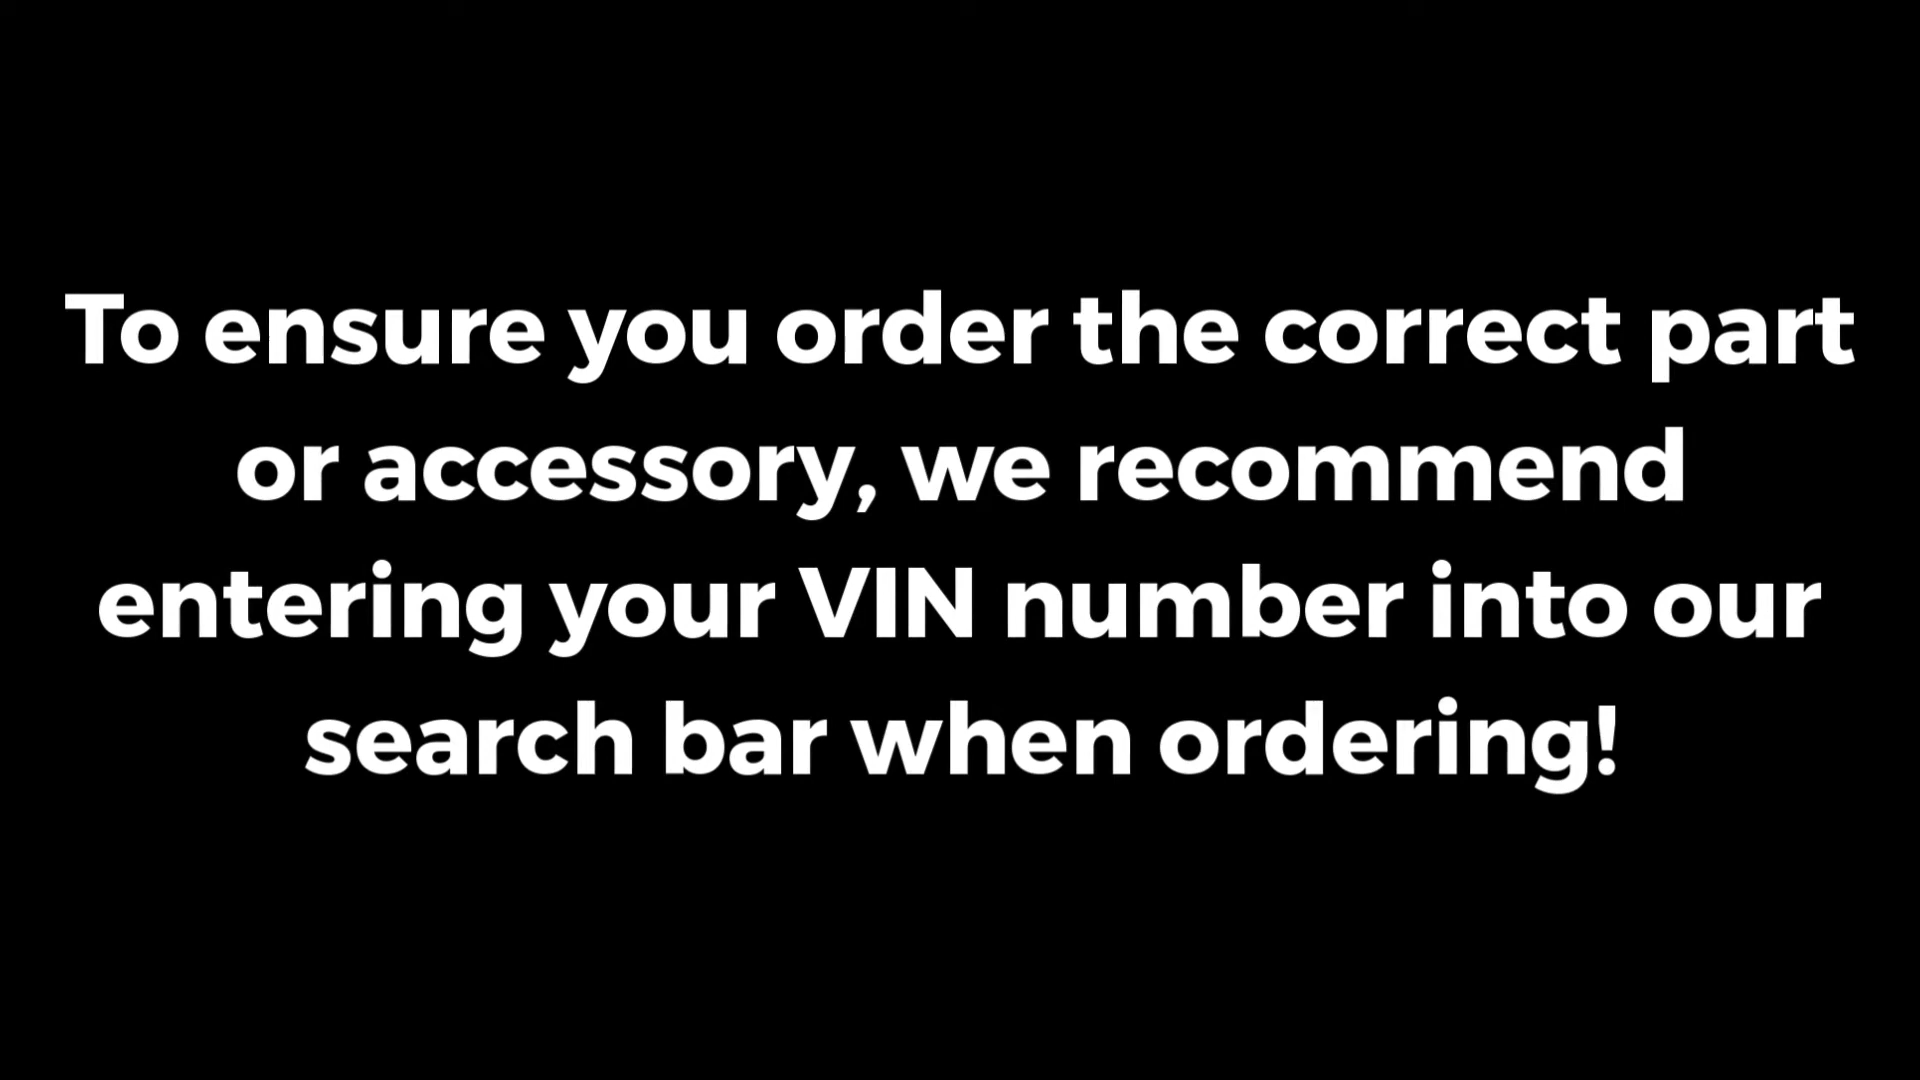 To ensure you order the correct part
or accessory, we recommend
entering your VIN number into our
search bar when ordering!